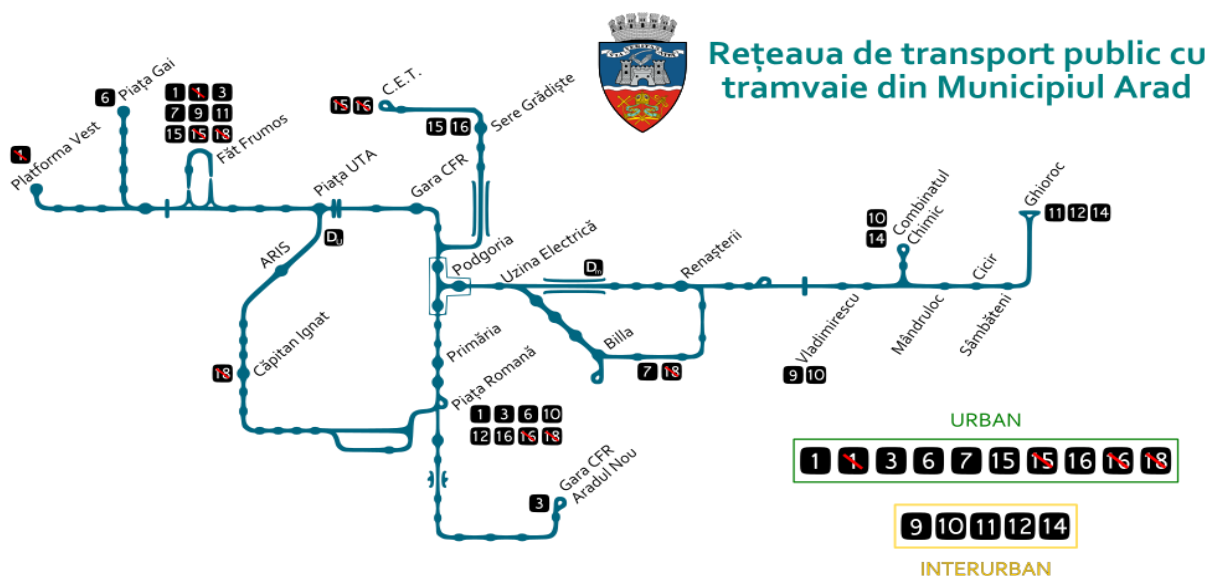 Rețeaua de transport public cu
tramvaie din Municipiul Arad
6
Piața Gai
1 1 3
7 9 11
15 15 18
Făt Frumos
1
Platforma Vest
15 16
C.E.T.
15 16
Sere Grădiște
Piața UTA
Gara CFR
Du
ARIS
Podgoria
Uzina Electrică
Dm
Renașterii
10
14
Combinatul
Chimic
Ghioroc
11 12 14
Cicir
Vladimirescu
Mândruloc
Sâmbăteni
9 10
18
Căpitan Ignat
Primăria
Piața Romană
Billa
7 18
1 3 6 10
12 16 16 18
3
Gara CFR
Aradul Nou
URBAN
1 1 3 6 7 15 15 16 16 18
9 10 11 12 14
INTERURBAN